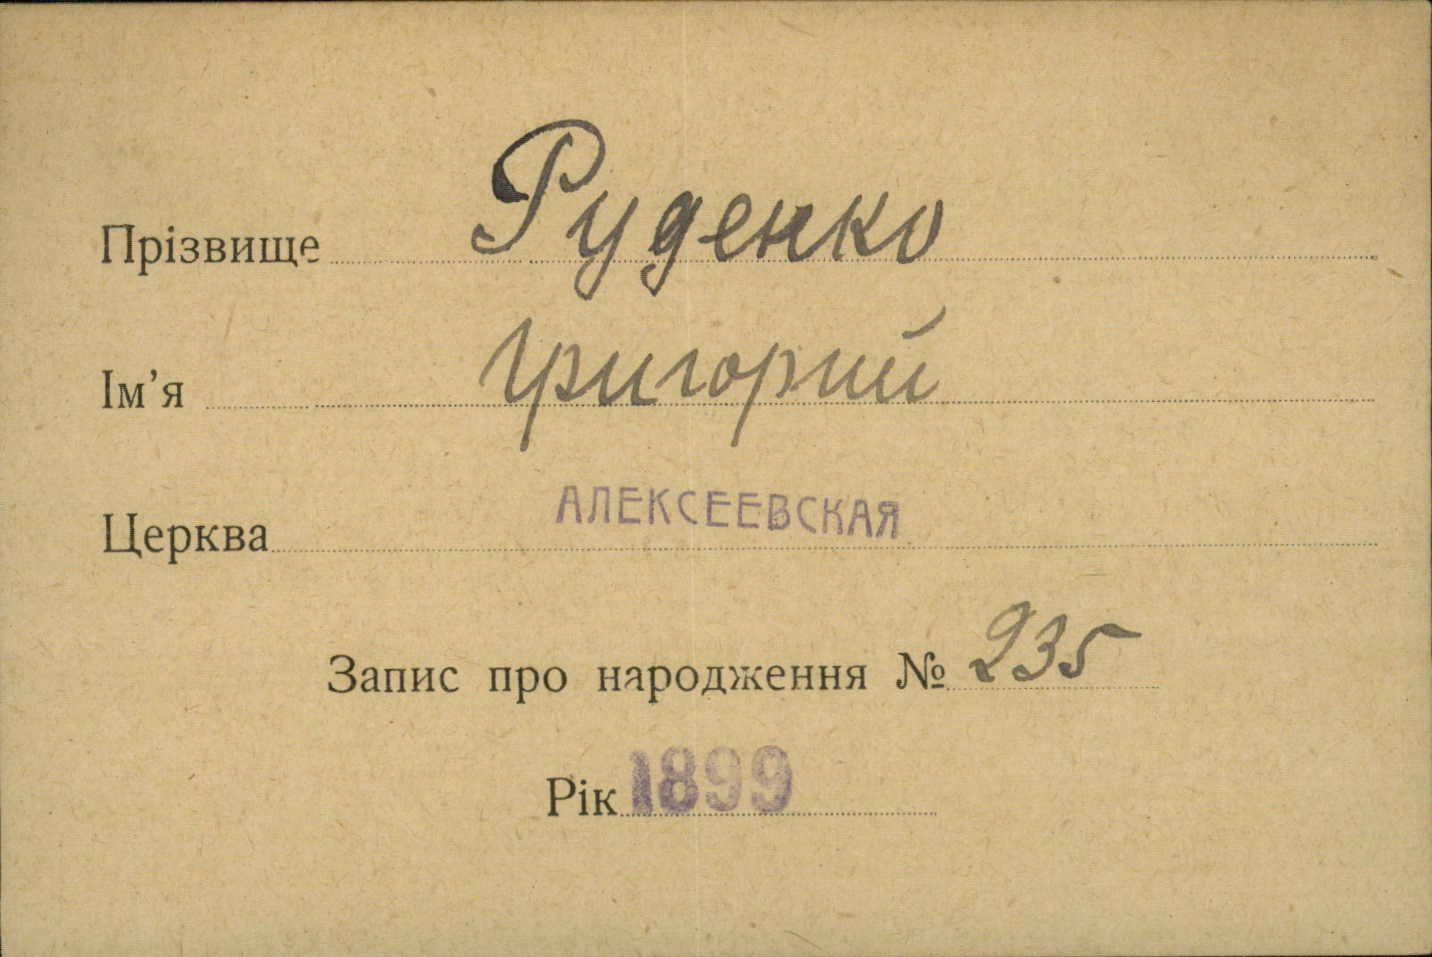 Прізвище Руденко
Ім'я Григорий
Церква АЛЕКСЕЕВСКАЯ
Запис про народження № 235
Рік 1899